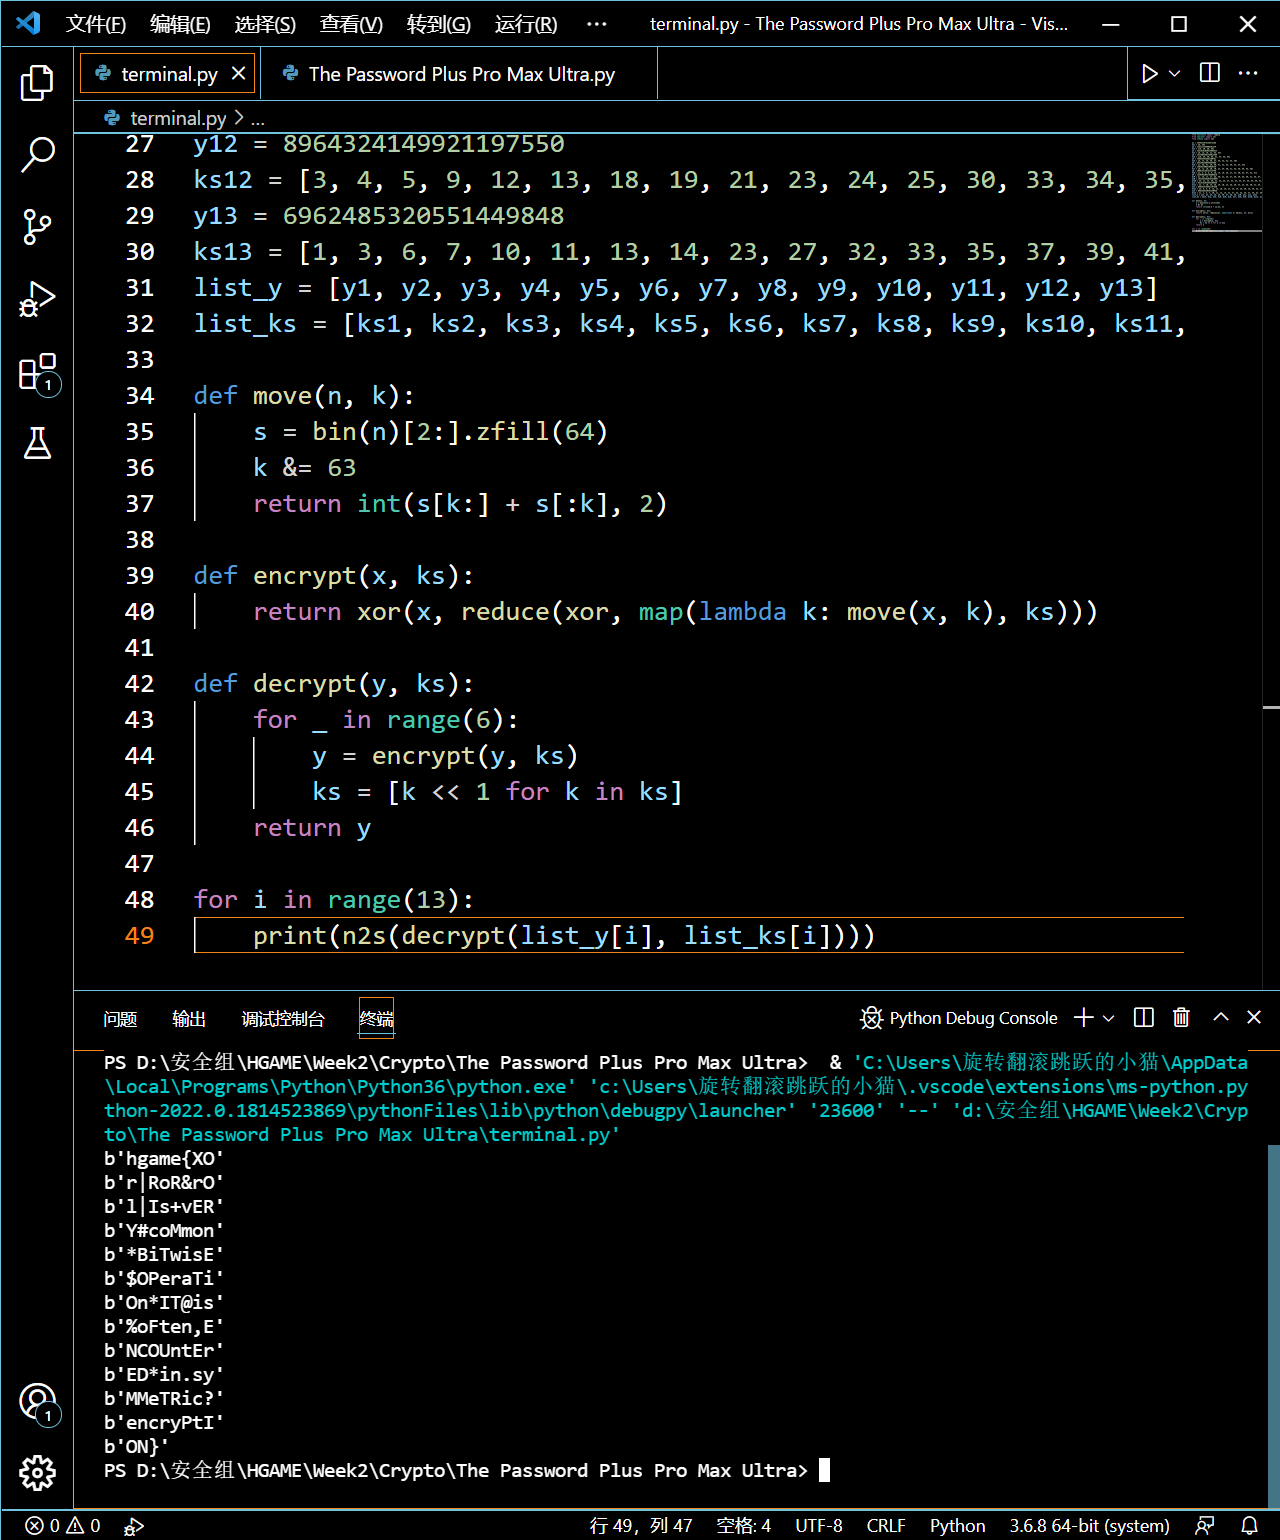 文件(F) 编辑(E) 选择(S) 查看(V) 转到(G) 运行(R) ··· terminal.py - The Password Plus Pro Max Ultra - Vis...
terminal.py The Password Plus Pro Max Ultra.py
terminal.py > ...
27 y12 = 8964324149921197550
28 ks12 = [3, 4, 5, 9, 12, 13, 18, 19, 21, 23, 24, 25, 30, 33, 34, 35,
29 y13 = 6962485320551449848
30 ks13 = [1, 3, 6, 7, 10, 11, 13, 14, 23, 27, 32, 33, 35, 37, 39, 41,
31 list_y = [y1, y2, y3, y4, y5, y6, y7, y8, y9, y10, y11, y12, y13]
32 list_ks = [ks1, ks2, ks3, ks4, ks5, ks6, ks7, ks8, ks9, ks10, ks11,
33
34 def move(n, k):
35     s = bin(n)[2:].zfill(64)
36     k &= 63
37     return int(s[k:] + s[:k], 2)
38
39 def encrypt(x, ks):
40     return xor(x, reduce(xor, map(lambda k: move(x, k), ks)))
41
42 def decrypt(y, ks):
43     for _ in range(6):
44         y = encrypt(y, ks)
45         ks = [k << 1 for k in ks]
46     return y
47
48 for i in range(13):
49     print(n2s(decrypt(list_y[i], list_ks[i])))
1
问题 输出 调试控制台 终端 Python Debug Console
PS D:\安全组\HGAME\Week2\Crypto\The Password Plus Pro Max Ultra>  & 'C:\Users\旋转翻滚跳跃的小猫\AppData
\Local\Programs\Python\Python36\python.exe' 'c:\Users\旋转翻滚跳跃的小猫\.vscode\extensions\ms-python.py
thon-2022.0.1814523869\pythonFiles\lib\python\debugpy\launcher' '23600' '--' 'd:\安全组\HGAME\Week2\Cryp
to\The Password Plus Pro Max Ultra\terminal.py'
b'hgame{XO'
b'r|RoR&rO'
b'l|Is+vER'
b'Y#coMmon'
b'*BiTwisE'
b'$OPeraTi'
b'On*IT@is'
b'%oFten,E'
b'NCOUntEr'
b'ED*in.sy'
b'MMeTRic?'
b'encryPtI'
b'ON}'
PS D:\安全组\HGAME\Week2\Crypto\The Password Plus Pro Max Ultra>
1
0 0 行 49，列 47 空格: 4 UTF-8 CRLF Python 3.6.8 64-bit (system)